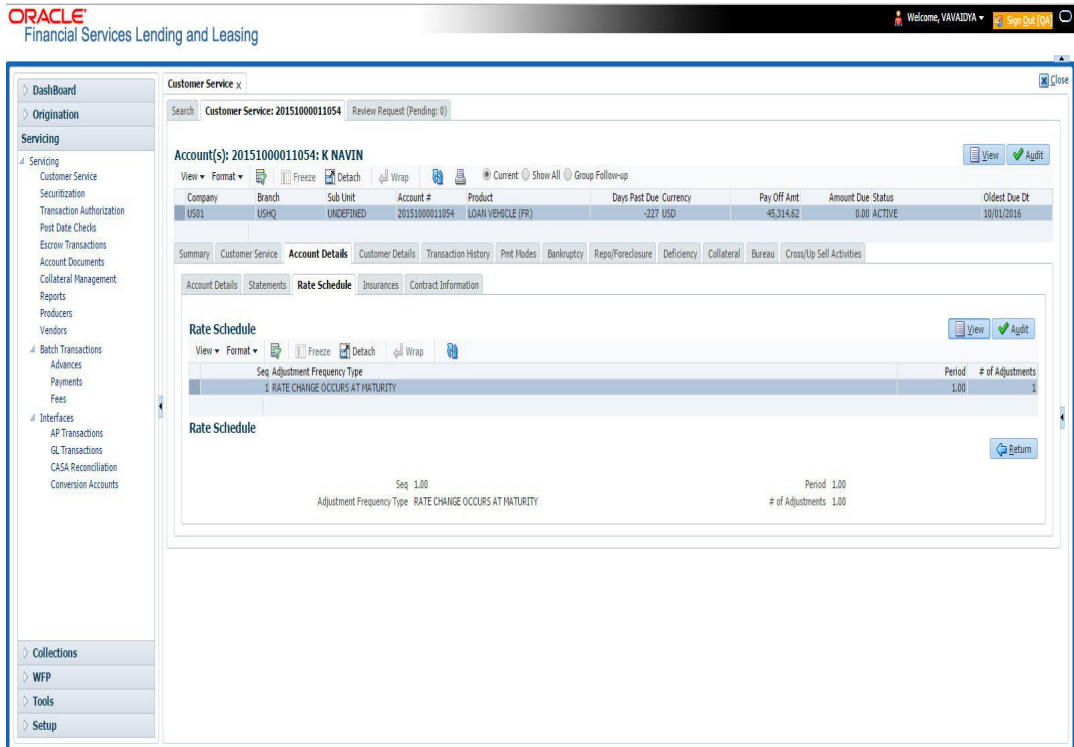 ORACLE'
Financial Services Lending and Leasing
Welcome, VAVAIDYA Sign Out [QA]
Close
DashBoard
Origination
Servicing
Servicing
Customer Service
Securitization
Transaction Authorization
Post Date Checks
Escrow Transactions
Account Documents
Collateral Management
Reports
Producers
Vendors
Batch Transactions
Advances
Payments
Fees
Interfaces
AP Transactions
GL Transactions
CASA Reconciliation
Conversion Accounts
Collections
WFP
Tools
Setup
Customer Service x
Search Customer Service: 20151000011054 Review Request (Pending: 0)
Account(s): 20151000011054: K NAVIN
View Audit
View Format Freeze Detach Wrap Current Show All Group Follow-up
Company Branch Sub Unit Account # Product Days Past Due Currency Pay Off Amt Amount Due Status Oldest Due Dt
US01 USHQ UNDEFINED 20151000011054 LOAN VEHICLE (FR) -227 USD 45,314.62 0.00 ACTIVE 10/01/2016
Summary Customer Service Account Details Customer Details Transaction History Pmt Modes Bankruptcy Repo/Foreclosure Deficiency Collateral Bureau Cross/Up Sell Activities
Account Details Statements Rate Schedule Insurances Contract Information
Rate Schedule
View Audit
View Format Freeze Detach Wrap
Seq Adjustment Frequency Type Period # of Adjustments
1 RATE CHANGE OCCURS AT MATURITY 1.00 1
Rate Schedule
Return
Seq 1.00 Period 1.00
Adjustment Frequency Type RATE CHANGE OCCURS AT MATURITY # of Adjustments 1.00